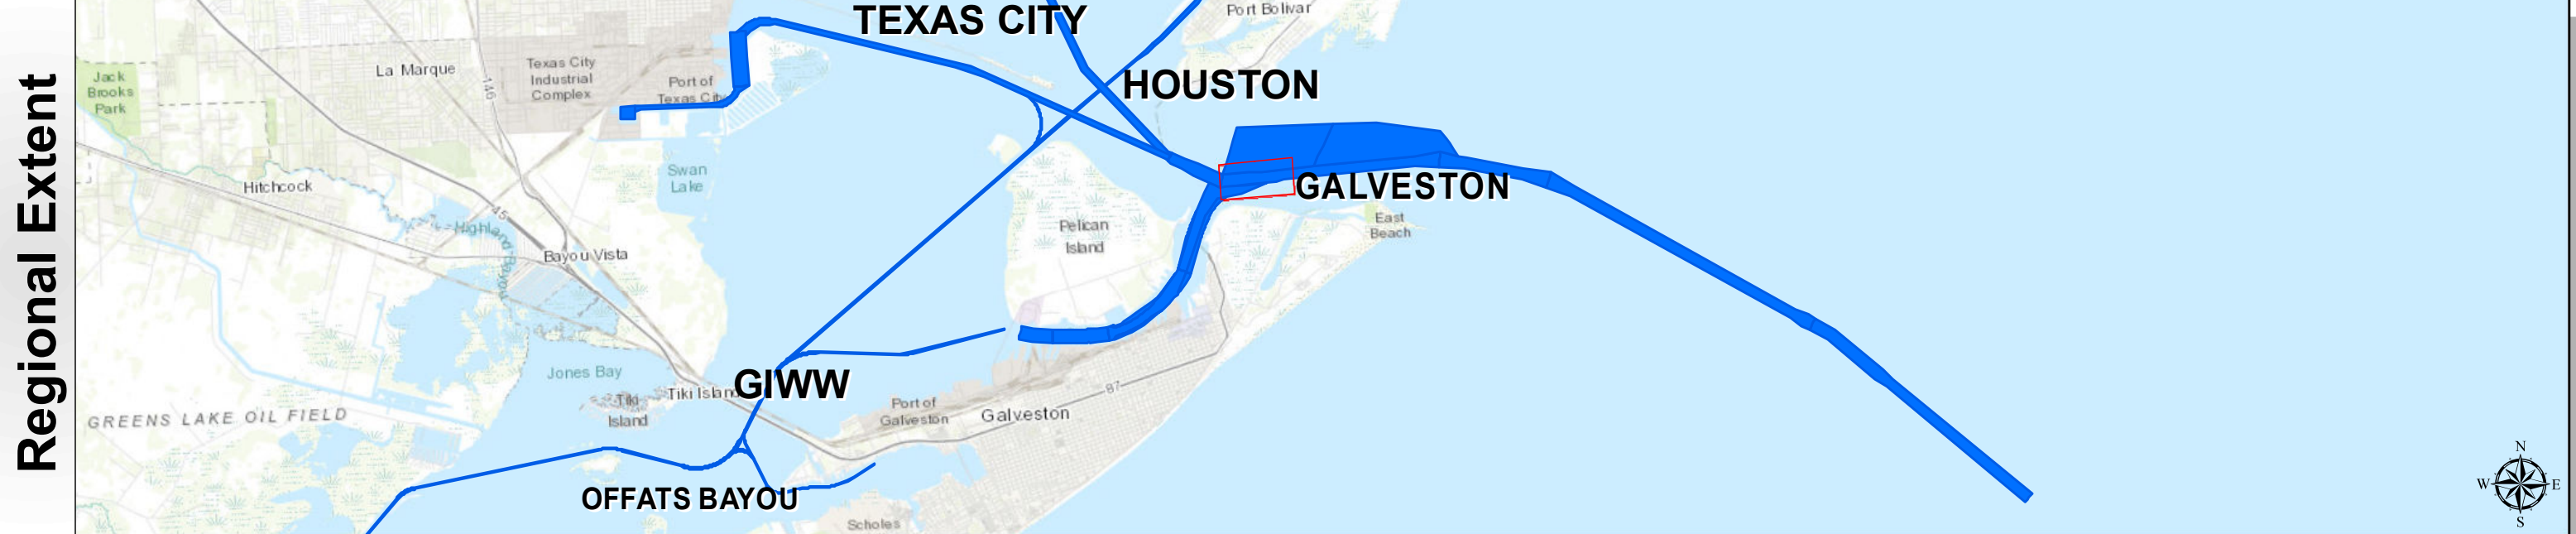 Regional Extent
TEXAS CITY
Port Bolivar
La Marque
Texas City
Industrial
Complex
Jack
Brooks
Park
146
Port of
Texas City
HOUSTON
Swan
Lake
Hitchcock
GALVESTON
45
Highland Bayou
Pelican
Island
East
Beach
Bayou Vista
Jones Bay
GIWW
87
Tiki Island
Tiki
Island
Port of
Galveston
Galveston
GREENS LAKE OIL FIELD
OFFATS BAYOU
Scholes
N
W
E
S